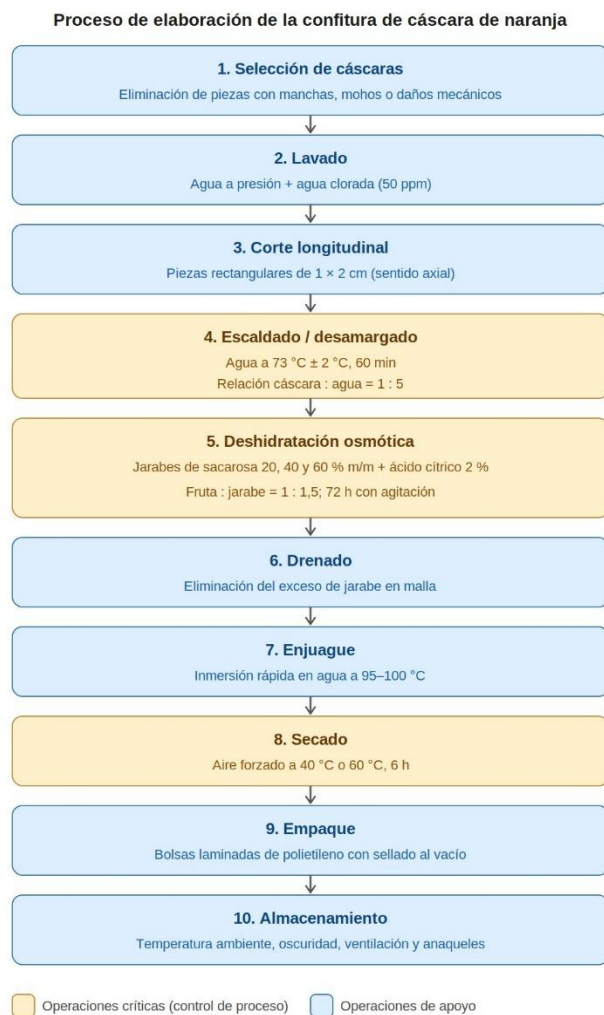 Proceso de elaboración de la confitura de cáscara de naranja
1. Selección de cáscaras
Eliminación de piezas con manchas, mohos o daños mecánicos
2. Lavado
Agua a presión + agua clorada (50 ppm)
3. Corte longitudinal
Piezas rectangulares de 1 × 2 cm (sentido axial)
4. Escaldado / desamargado
Agua a 73 °C ± 2 °C, 60 min
Relación cáscara : agua = 1 : 5
5. Deshidratación osmótica
Jarabes de sacarosa 20, 40 y 60 % m/m + ácido cítrico 2 %
Fruta : jarabe = 1 : 1,5; 72 h con agitación
6. Drenado
Eliminación del exceso de jarabe en malla
7. Enjuague
Inmersión rápida en agua a 95–100 °C
8. Secado
Aire forzado a 40 °C o 60 °C, 6 h
9. Empaque
Bolsas laminadas de polietileno con sellado al vacío
10. Almacenamiento
Temperatura ambiente, oscuridad, ventilación y anaqueles
Operaciones críticas (control de proceso)
Operaciones de apoyo